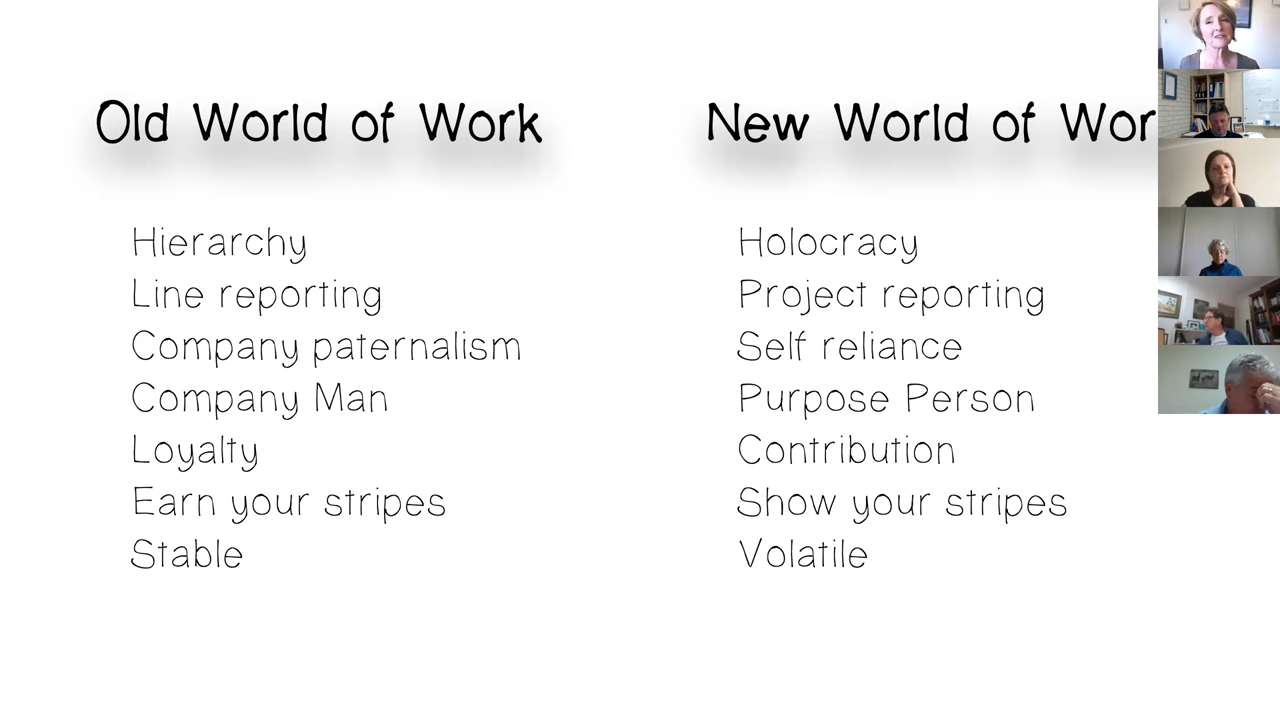 Old World of Work
Hierarchy
Line reporting
Company paternalism
Company Man
Loyalty
Earn your stripes
Stable
New World of Wor
Holocracy
Project reporting
Self reliance
Purpose Person
Contribution
Show your stripes
Volatile